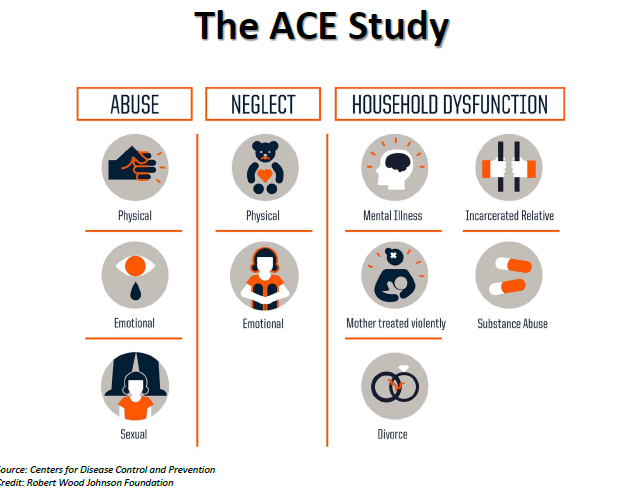 The ACE Study
ABUSE
NEGLECT
HOUSEHOLD DYSFUNCTION
Physical
Physical
Mental Illness
Incarcerated Relative
Emotional
Emotional
Mother treated violently
Substance Abuse
Sexual
Divorce
ource: Centers for Disease Control and Prevention
Credit: Robert Wood Johnson Foundation